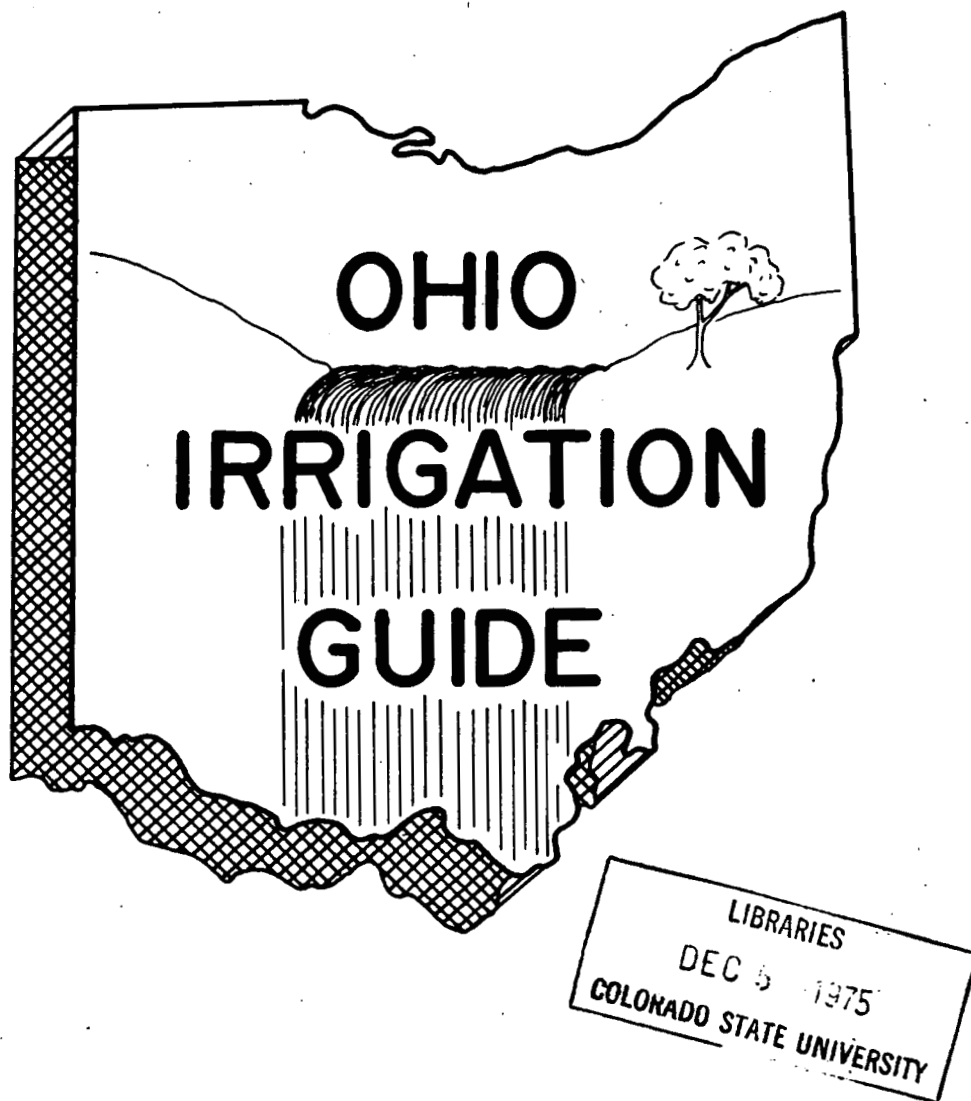 OHIO
IRRIGATION
GUIDE
LIBRARIES
DEC 5 1975
COLORADO STATE UNIVERSITY